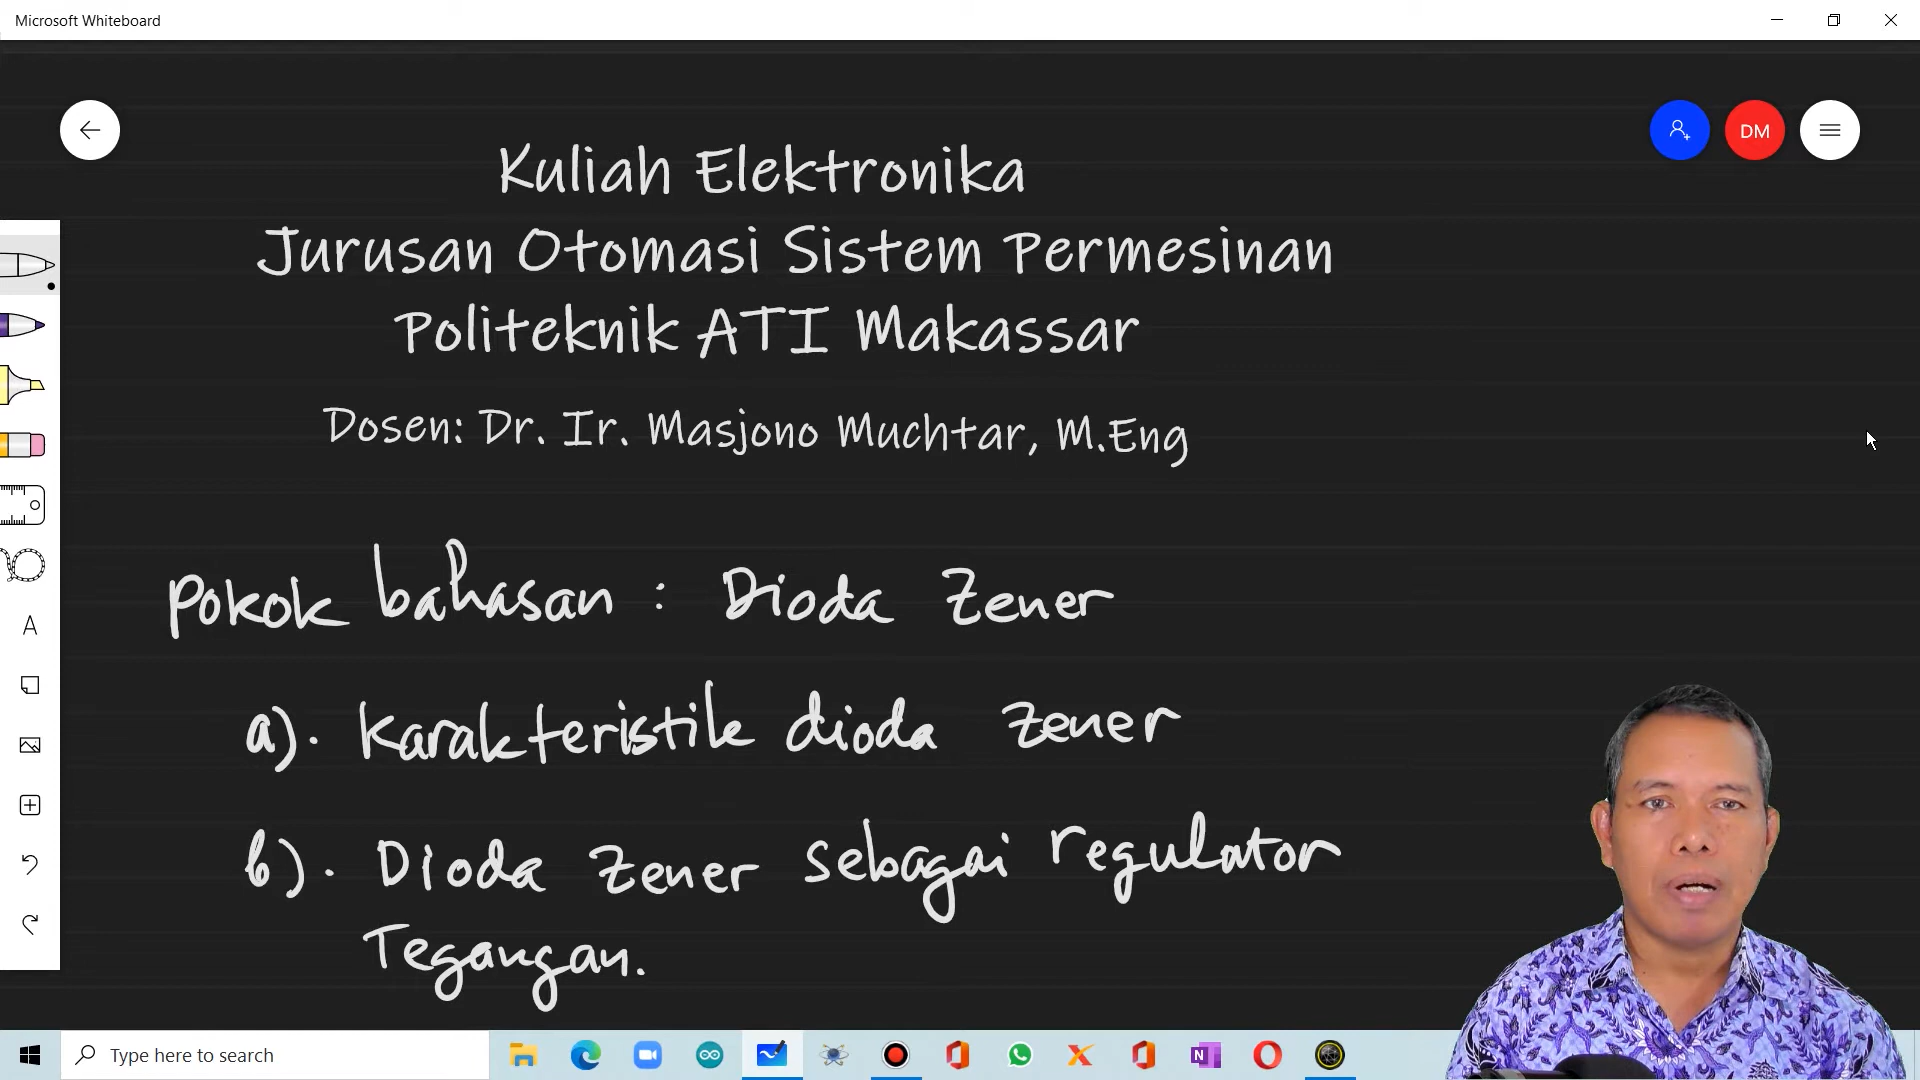 Microsoft Whiteboard
DM
Kuliah Elektronika
Jurusan Otomasi Sistem Permesinan
Politeknik ATI Makassar
Dosen: Dr. Ir. Masjono Muchtar, M.Eng
Pokok bahasan : Dioda Zener
a). Karakteristik dioda zener
b). Dioda zener sebagai regulator
Tegangan.
A
Type here to search
N